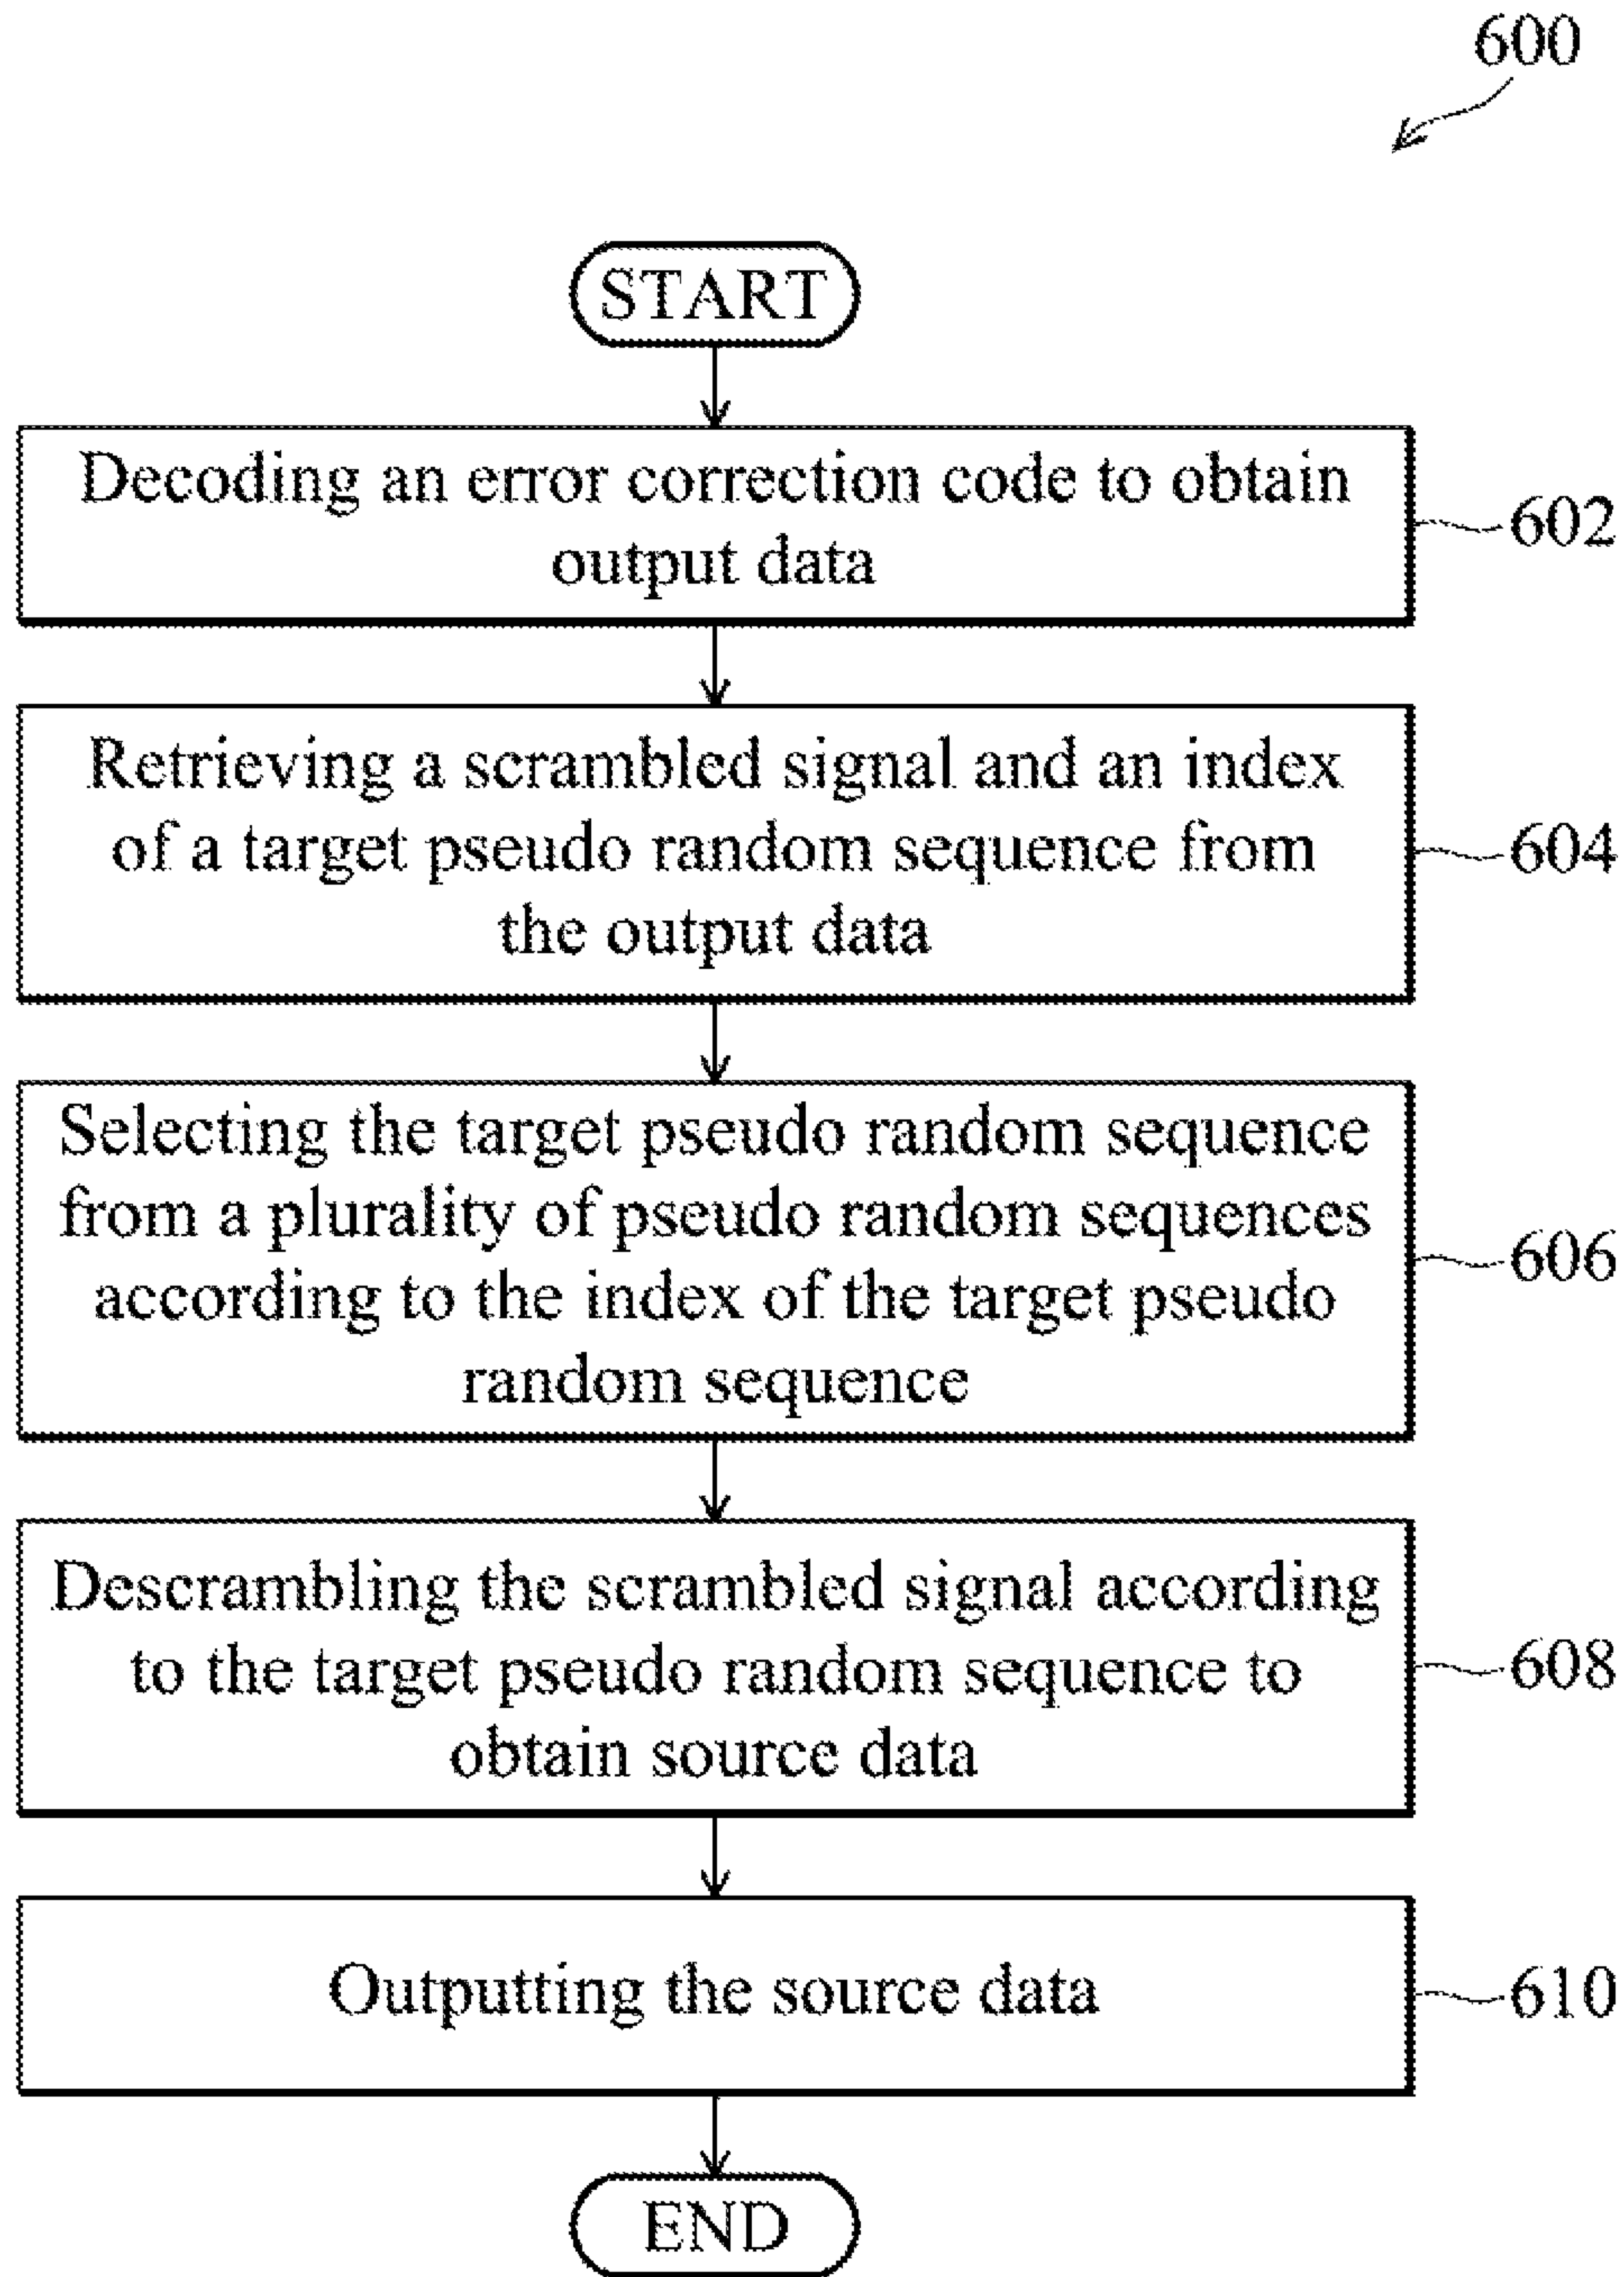 600
START
Decoding an error correction code to obtain
output data
602
Retrieving a scrambled signal and an index
of a target pseudo random sequence from
the output data
604
Selecting the target pseudo random sequence
from a plurality of pseudo random sequences
according to the index of the target pseudo
random sequence
606
Descrambling the scrambled signal according
to the target pseudo random sequence to
obtain source data
608
Outputting the source data
610
END